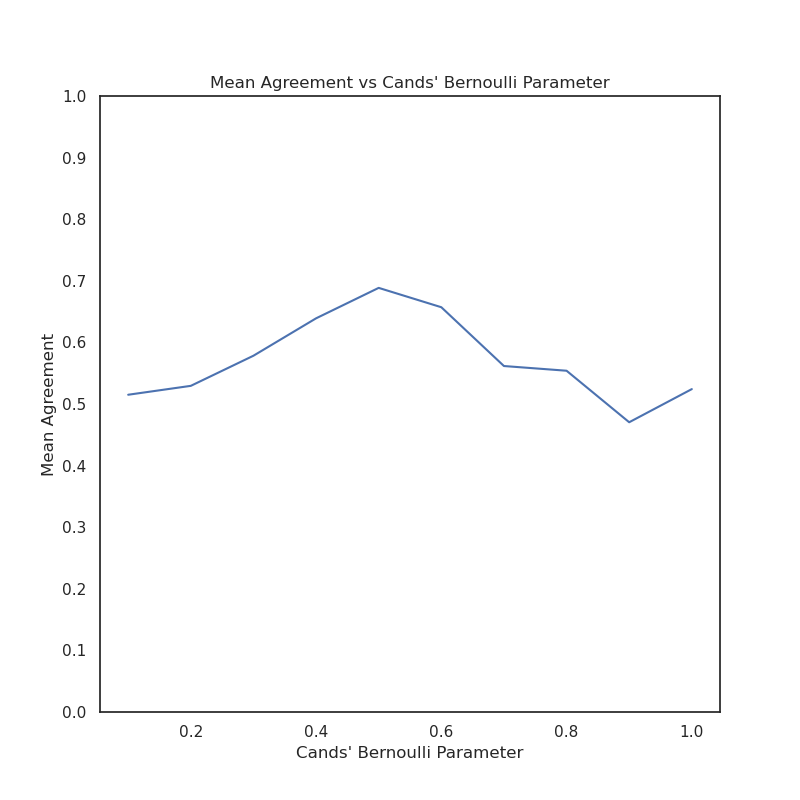 Mean Agreement vs Cands' Bernoulli Parameter
1.0
0.9
0.8
0.7
0.6
0.5
0.4
0.3
0.2
0.1
0.0
Mean Agreement
0.2 0.4 0.6 0.8 1.0
Cands' Bernoulli Parameter